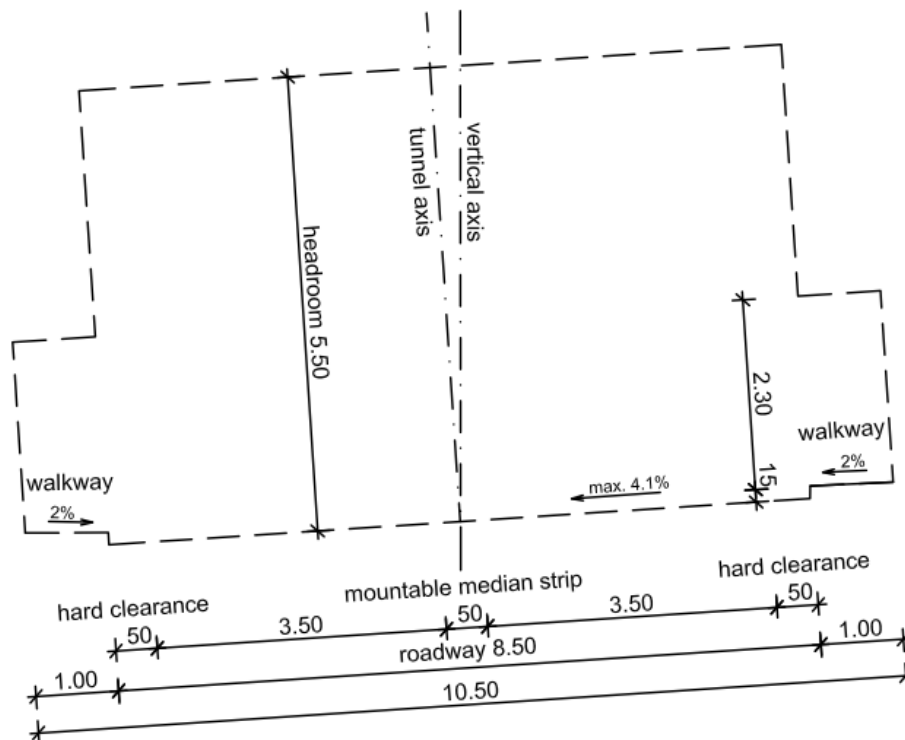 tunnel axis
vertical axis
headroom 5.50
2.30
walkway
2%
15
walkway
2%
max. 4.1%
hard clearance
mountable median strip
hard clearance
50
3.50
50
3.50
50
1.00
roadway 8.50
1.00
10.50